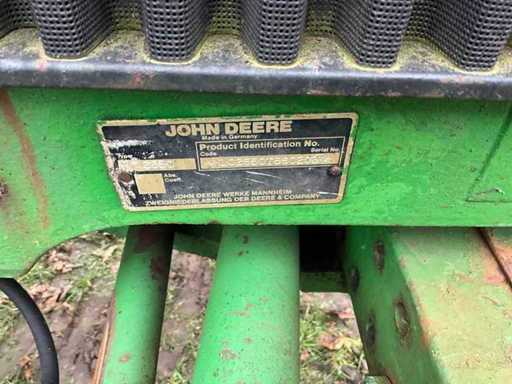 JOHN DEERE
Made in Germany
Product Identification No.
Type Code Serial No.
Abs.
Coeff.
JOHN DEERE WERKE MANNHEIM
ZWEIGNIEDERLASSUNG DER DEERE & COMPANY